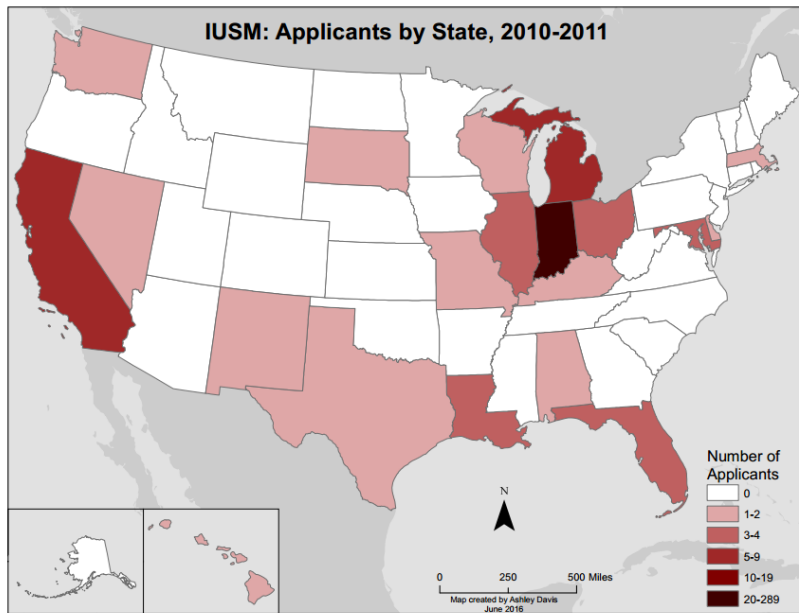 IUSM: Applicants by State, 2010-2011
Number of
Applicants
0
1-2
3-4
5-9
10-19
20-289
N
0 250 500 Miles
Map created by Ashley Davis
June 2016